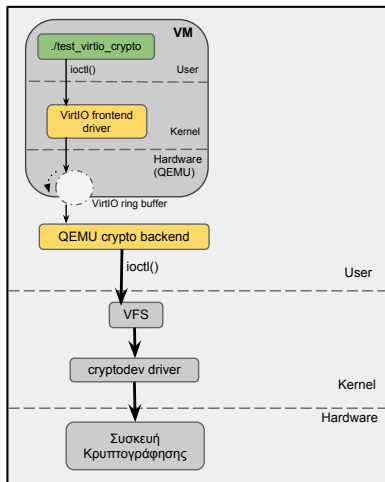 VM
./test_virtio_crypto
ioctl()
User
VirtIO frontend
driver
Kernel
Hardware
(QEMU)
VirtIO ring buffer
QEMU crypto backend
ioctl()
User
VFS
cryptodev driver
Kernel
Hardware
Συσκευή
Κρυπτογράφησης